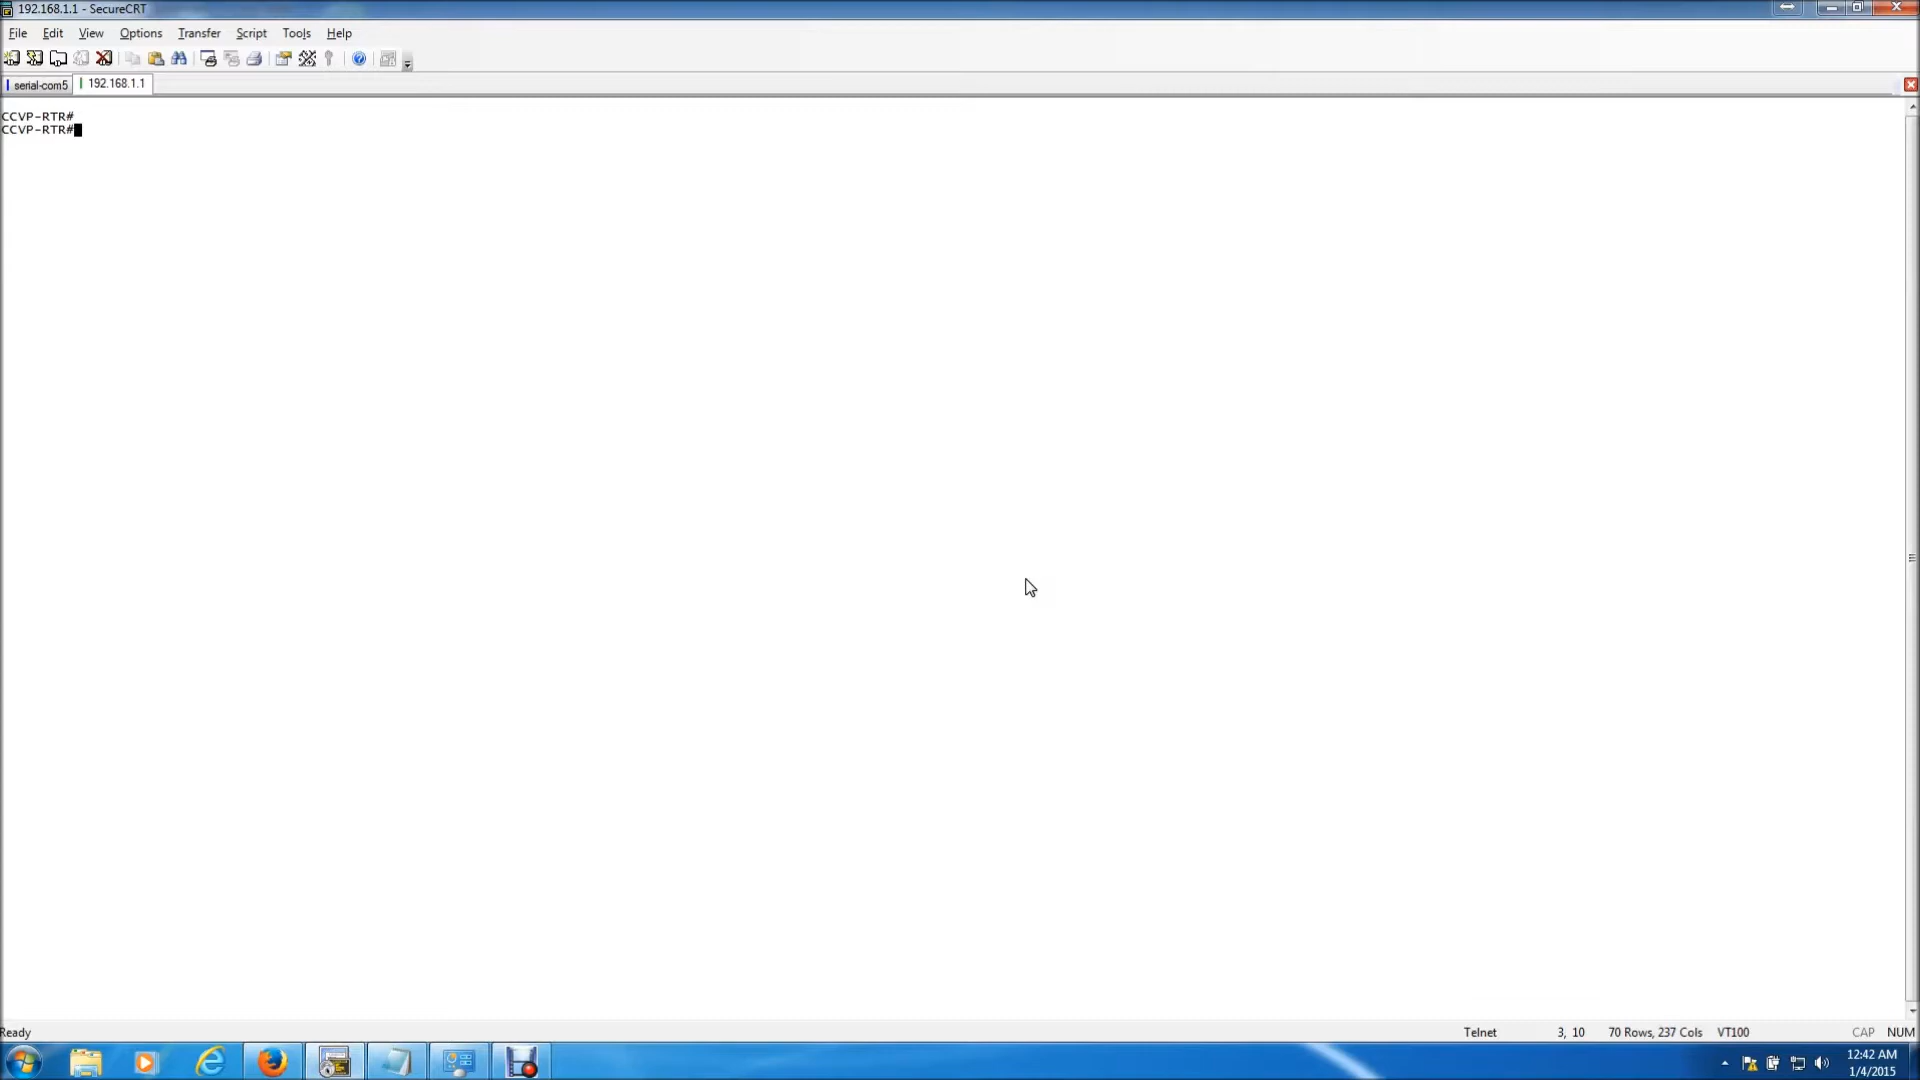 192.168.1.1 - SecureCRT
File Edit View Options Transfer Script Tools Help
serial-com5 192.168.1.1
CCVP-RTR#
CCVP-RTR#
Ready Telnet 3, 10 70 Rows, 237 Cols VT100 CAP NUM
12:42 AM
1/4/2015